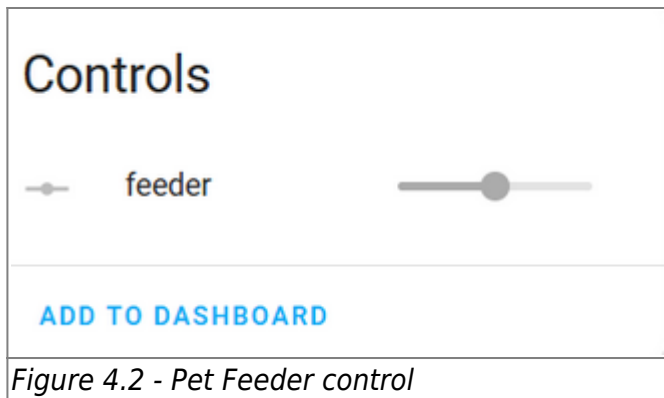 Controls
feeder
ADD TO DASHBOARD
Figure 4.2 - Pet Feeder control